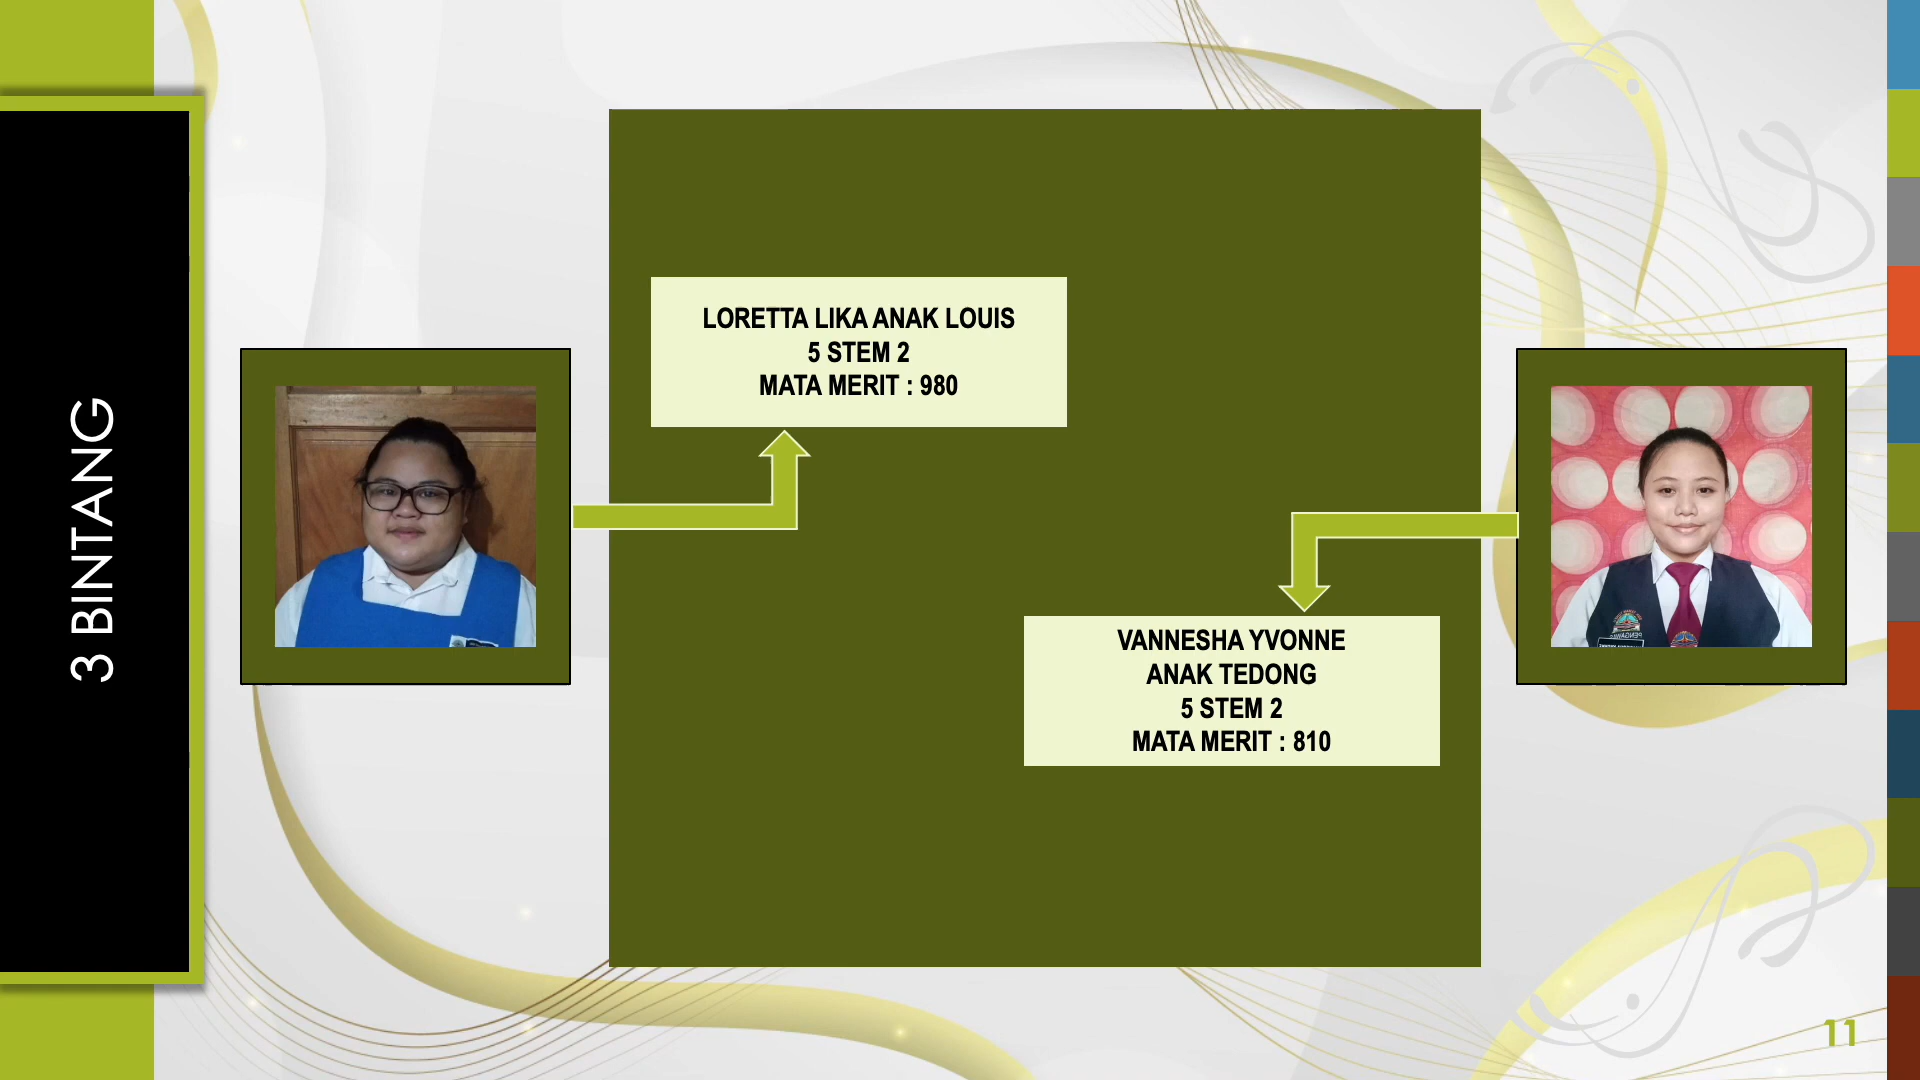 3 BINTANG
LORETTA LIKA ANAK LOUIS
5 STEM 2
MATA MERIT : 980
VANNESHA YVONNE
ANAK TEDONG
5 STEM 2
MATA MERIT : 810
11